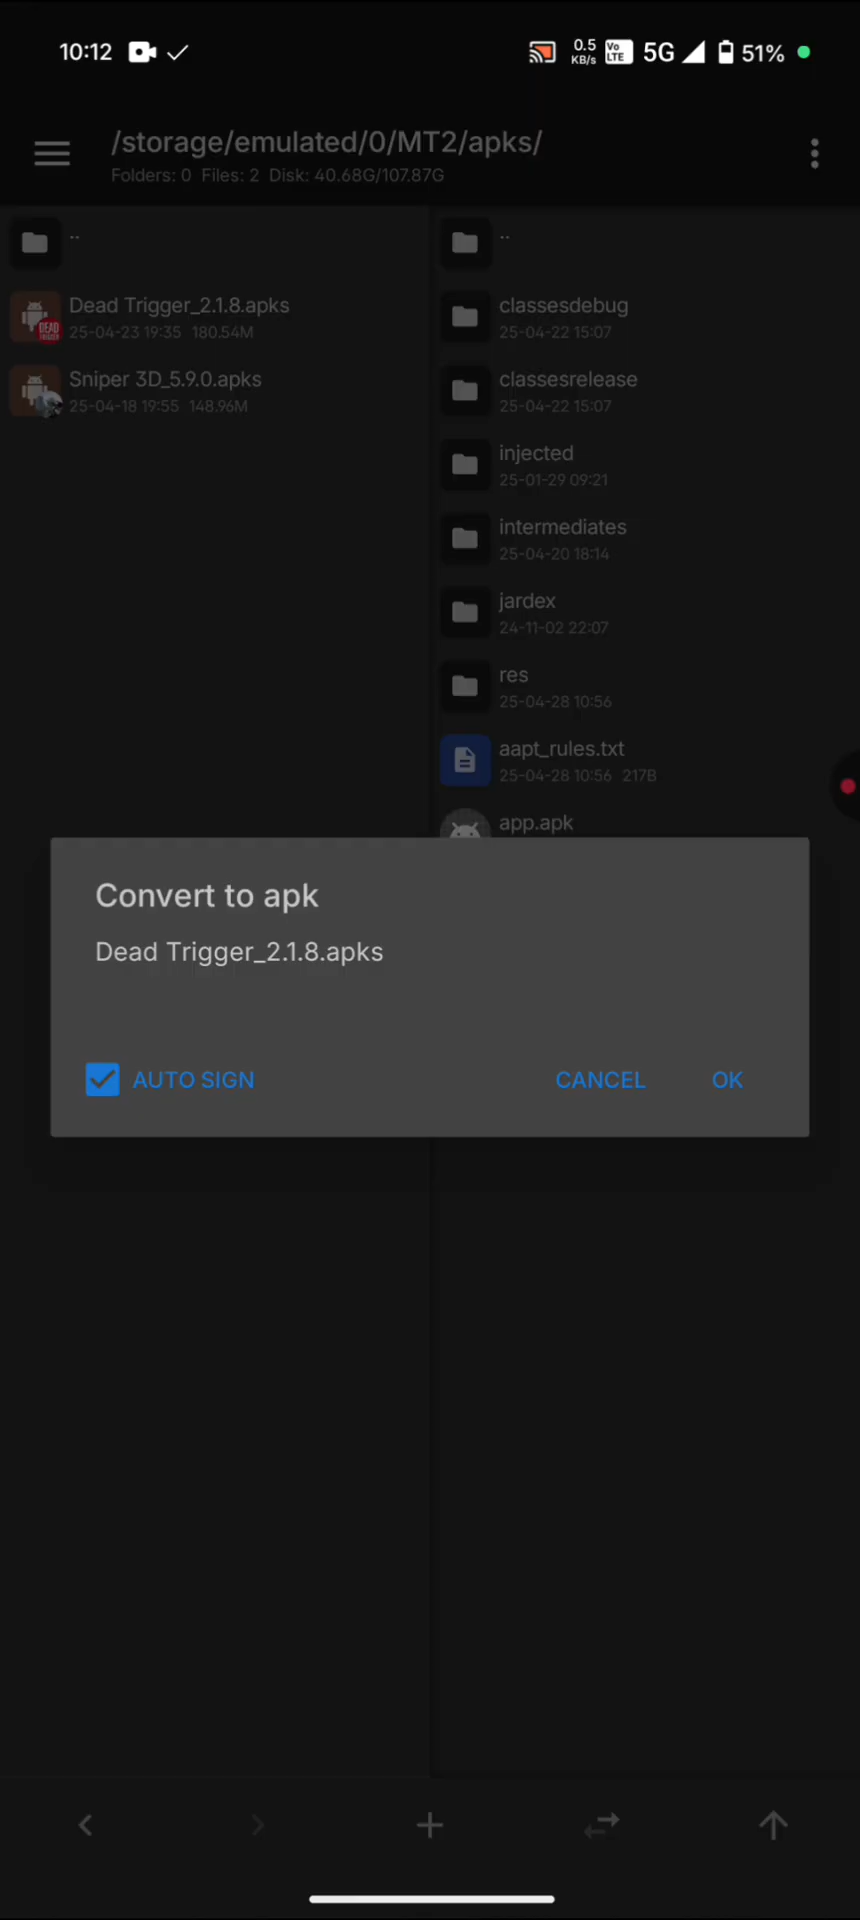 10:12
0.5
KB/s
Vo
LTE
5G
51%
/storage/emulated/0/MT2/apks/
Folders: 0 Files: 2 Disk: 40.68G/107.87G
..
Dead Trigger_2.1.8.apks
25-04-23 19:35 180.54M
DEAD
TRIGGER
Sniper 3D_5.9.0.apks
25-04-18 19:55 148.96M
..
classesdebug
25-04-22 15:07
classesrelease
25-04-22 15:07
injected
25-01-29 09:21
intermediates
25-04-20 18:14
jardex
24-11-02 22:07
res
25-04-28 10:56
aapt_rules.txt
25-04-28 10:56 217B
app.apk
Convert to apk
Dead Trigger_2.1.8.apks
AUTO SIGN
CANCEL
OK